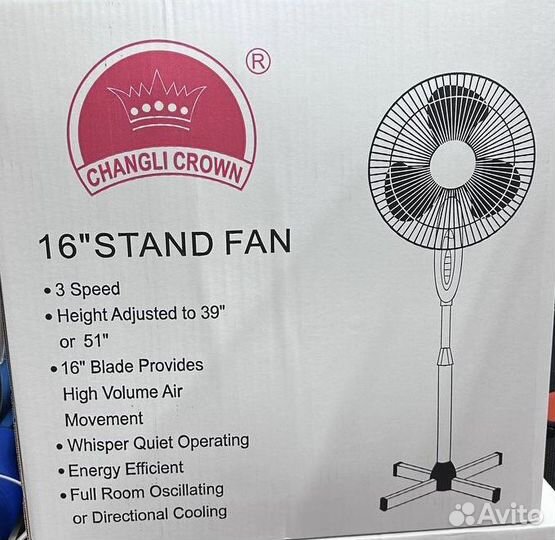 ®
CHANGLI CROWN
16"STAND FAN
• 3 Speed
• Height Adjusted to 39"
or 51"
• 16" Blade Provides
High Volume Air
Movement
• Whisper Quiet Operating
• Energy Efficient
• Full Room Oscillating
or Directional Cooling
Avito